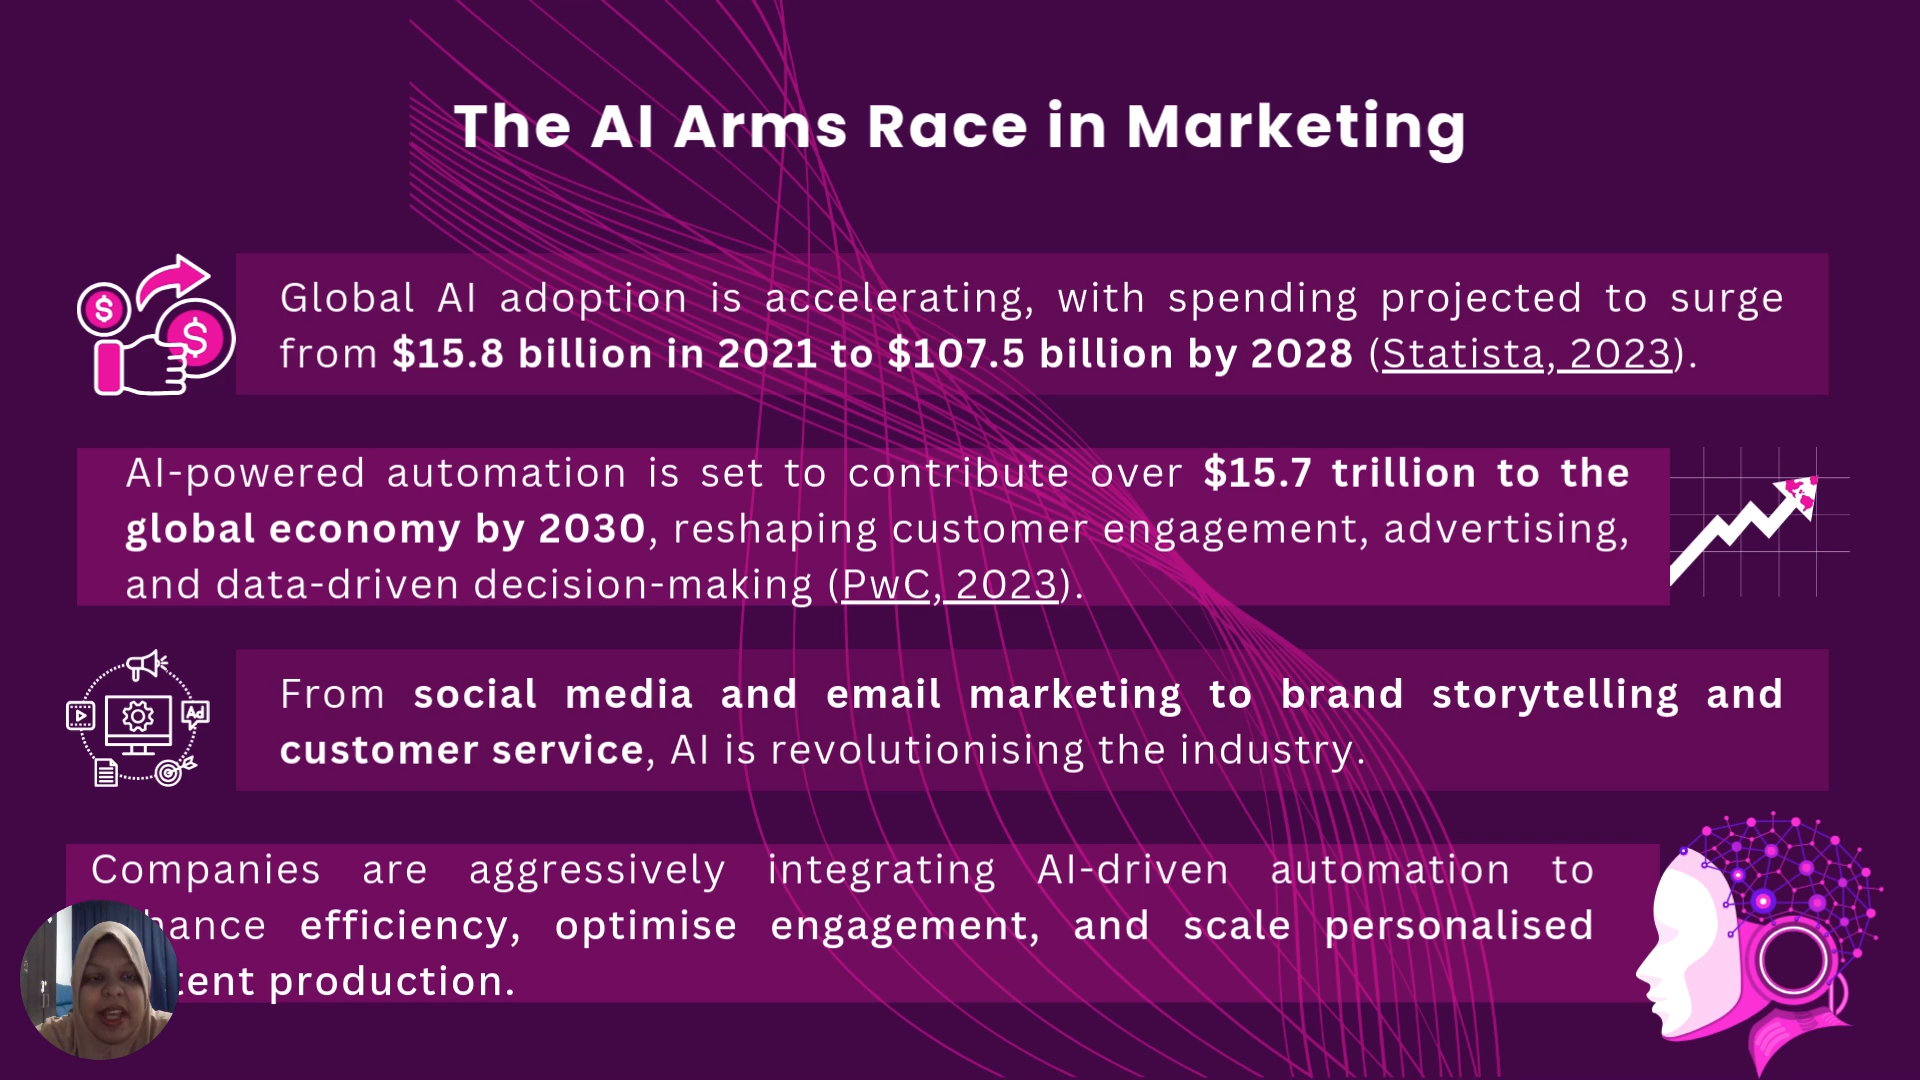 The AI Arms Race in Marketing
Global AI adoption is accelerating, with spending projected to surge
from $15.8 billion in 2021 to $107.5 billion by 2028 (Statista, 2023).
AI-powered automation is set to contribute over $15.7 trillion to the
global economy by 2030, reshaping customer engagement, advertising,
and data-driven decision-making (PwC, 2023).
From social media and email marketing to brand storytelling and
customer service, AI is revolutionising the industry.
Companies are aggressively integrating AI-driven automation to
efficiency, optimise engagement, and scale personalised
production.
$
$
Ad